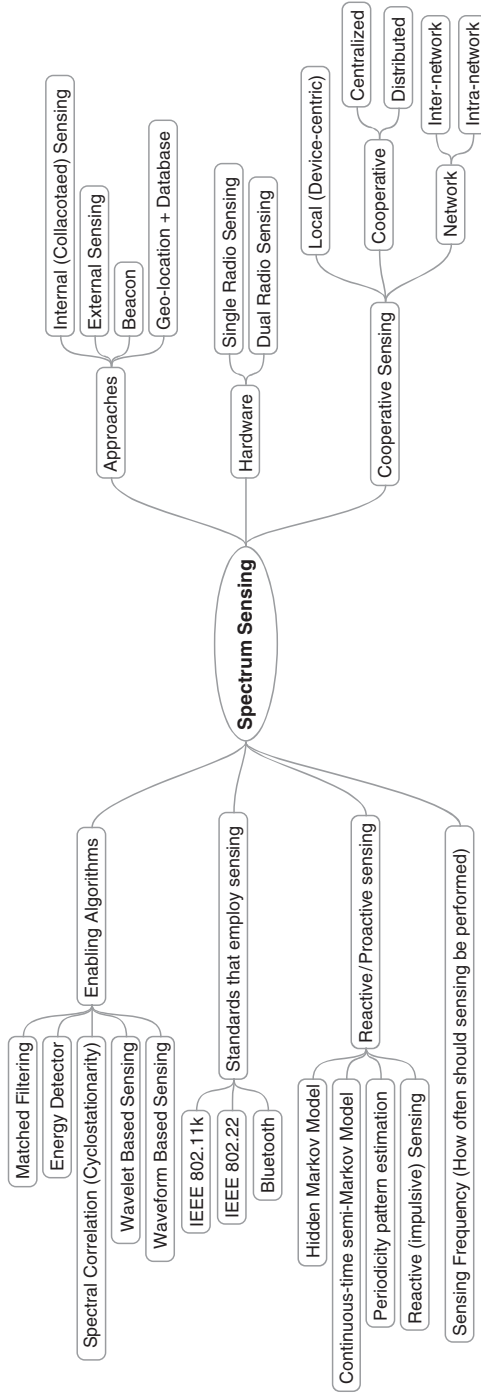 Spectrum Sensing
Enabling Algorithms
Matched Filtering
Energy Detector
Spectral Correlation (Cyclostationarity)
Wavelet Based Sensing
Waveform Based Sensing
Standards that employ sensing
IEEE 802.11k
IEEE 802.22
Bluetooth
Reactive/Proactive sensing
Hidden Markov Model
Continuous-time semi-Markov Model
Periodicity pattern estimation
Reactive (impulsive) Sensing
Sensing Frequency (How often should sensing be performed)
Approaches
Internal (Collacotaed) Sensing
External Sensing
Beacon
Geo-location + Database
Hardware
Single Radio Sensing
Dual Radio Sensing
Cooperative Sensing
Local (Device-centric)
Cooperative
Centralized
Distributed
Network
Inter-network
Intra-network